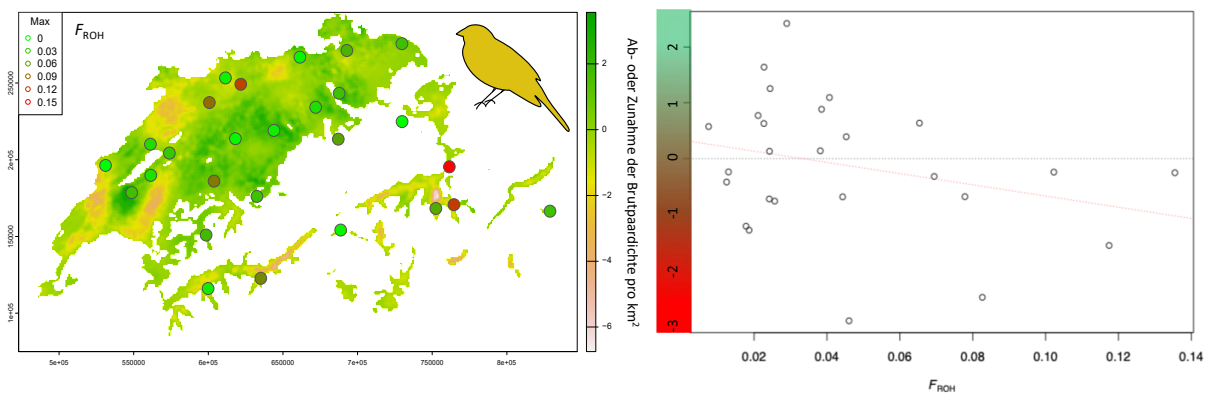 Max
0
0.03
0.06
0.09
0.12
0.15
FROH
250000
2e+05
150000
1e+05
5e+05 550000 6e+05 650000 7e+05 750000 8e+05
2
0
−2
−4
−6
Ab- oder Zunahme der Brutpaardichte pro km²
2
1
0
-1
-2
-3
0.02 0.04 0.06 0.08 0.10 0.12 0.14
FROH